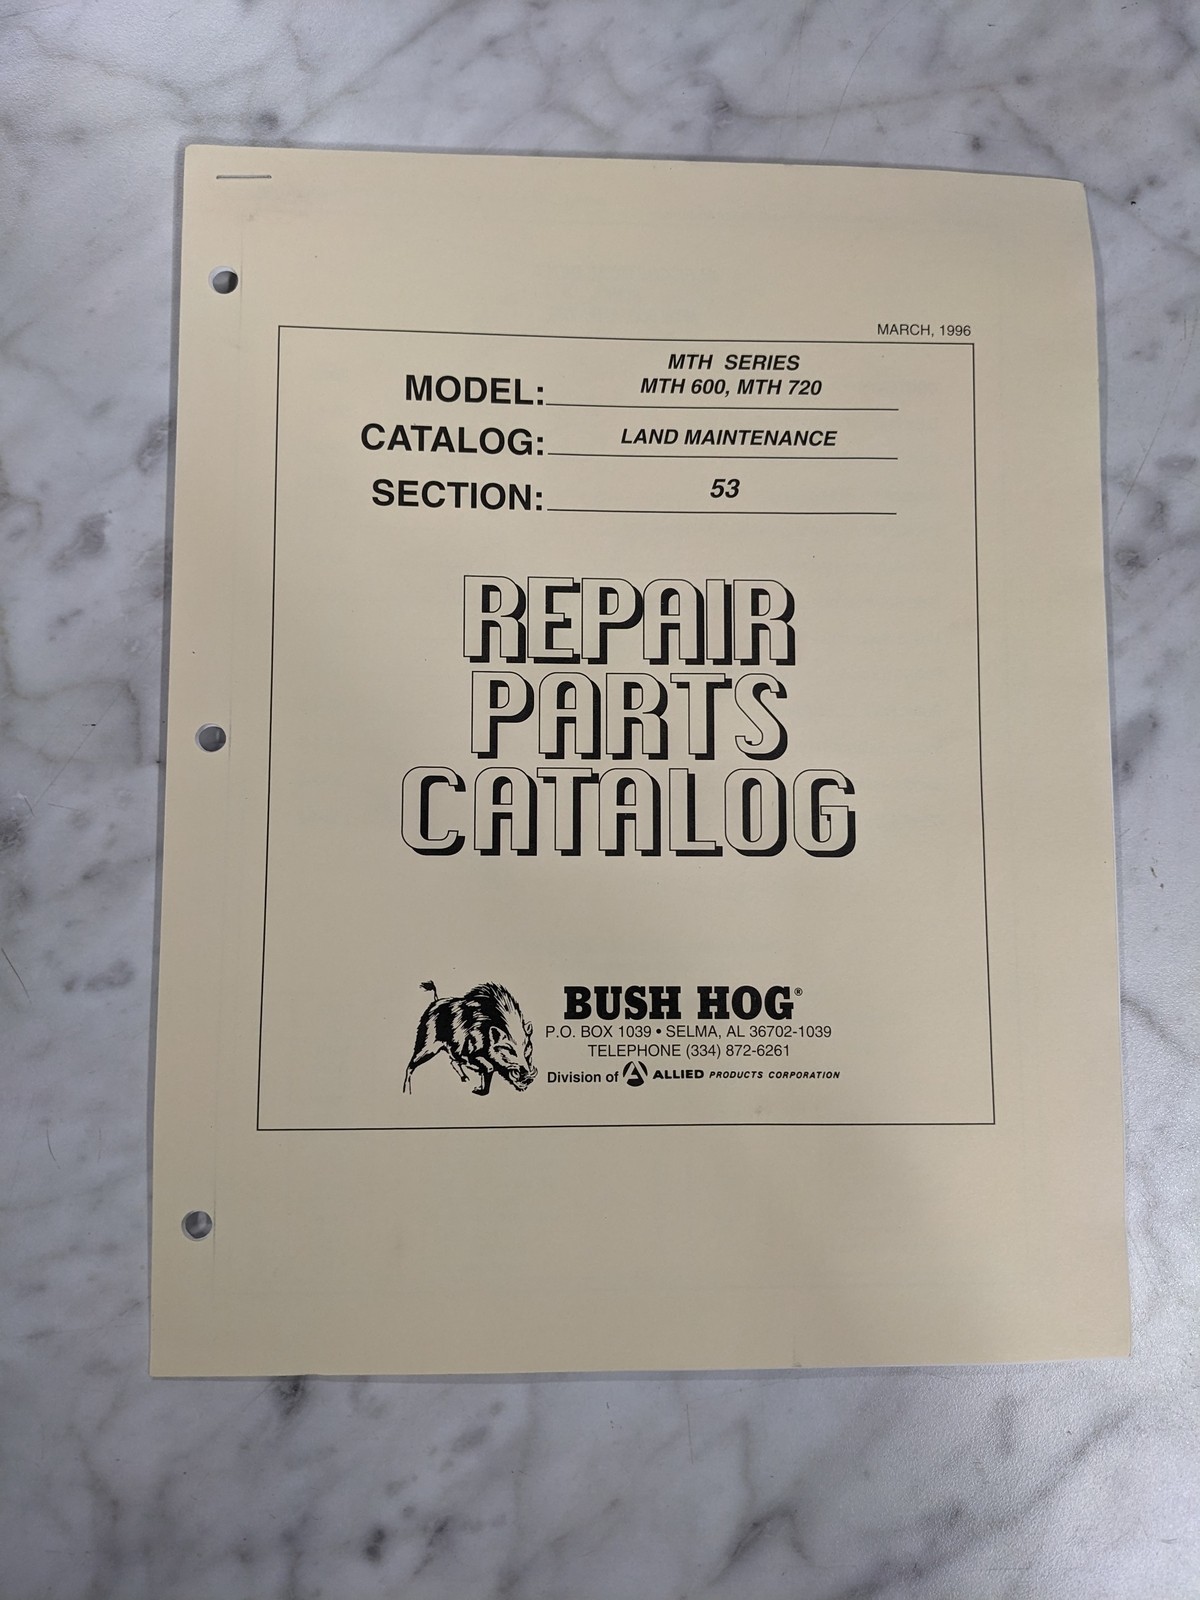 MARCH, 1996
MTH SERIES
MODEL: MTH 600, MTH 720
CATALOG: LAND MAINTENANCE
SECTION: 53
REPAIR
PARTS
CATALOG
BUSH HOG®
P.O. BOX 1039 • SELMA, AL 36702-1039
TELEPHONE (334) 872-6261
Division of ALLIED PRODUCTS CORPORATION